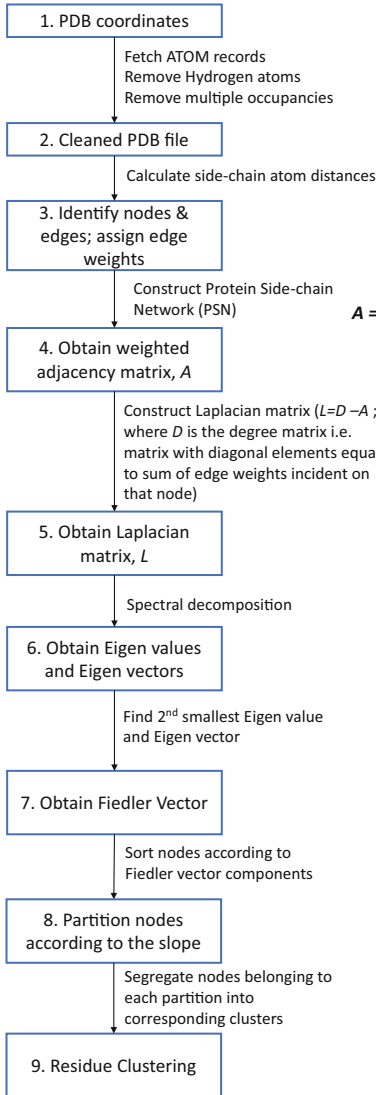 1. PDB coordinates
Fetch ATOM records
Remove Hydrogen atoms
Remove multiple occupancies
2. Cleaned PDB file
Calculate side-chain atom distances
3. Identify nodes &
edges; assign edge
weights
Construct Protein Side-chain
Network (PSN)
A =
4. Obtain weighted
adjacency matrix, A
Construct Laplacian matrix (L=D –A ;
where D is the degree matrix i.e.
matrix with diagonal elements equa
to sum of edge weights incident on
that node)
5. Obtain Laplacian
matrix, L
Spectral decomposition
6. Obtain Eigen values
and Eigen vectors
Find 2nd smallest Eigen value
and Eigen vector
7. Obtain Fiedler Vector
Sort nodes according to
Fiedler vector components
8. Partition nodes
according to the slope
Segregate nodes belonging to
each partition into
corresponding clusters
9. Residue Clustering